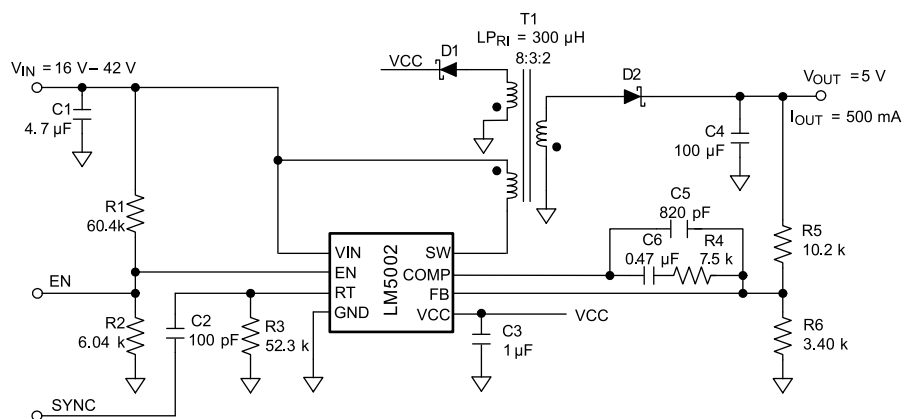 T1
LPRI = 300 µH
8:3:2
VCC
D1
D2
VIN = 16 V – 42 V
VOUT = 5 V
IOUT = 500 mA
C1
4.7 µF
C4
100 µF
R1
60.4k
C5
820 pF
C6
0.47 µF
R4
7.5 k
R5
10.2 k
LM5002
VIN
EN
RT
GND
SW
COMP
FB
VCC
EN
R2
6.04 k
C2
100 pF
R3
52.3 k
C3
1 µF
VCC
R6
3.40 k
SYNC